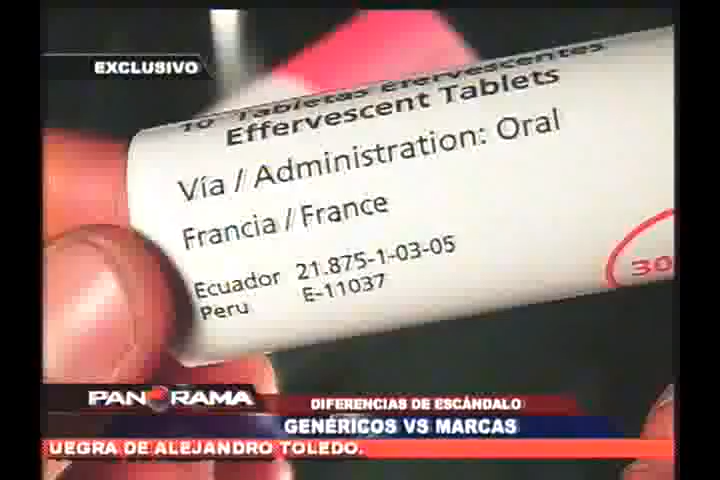 EXCLUSIVO
10 Tabletas Efervescentes
Effervescent Tablets
Vía / Administration: Oral
Francia / France
Ecuador 21.875-1-03-05
Peru E-11037
30
PANORAMA
DIFERENCIAS DE ESCÁNDALO
GENÉRICOS VS MARCAS
UEGRA DE ALEJANDRO TOLEDO.